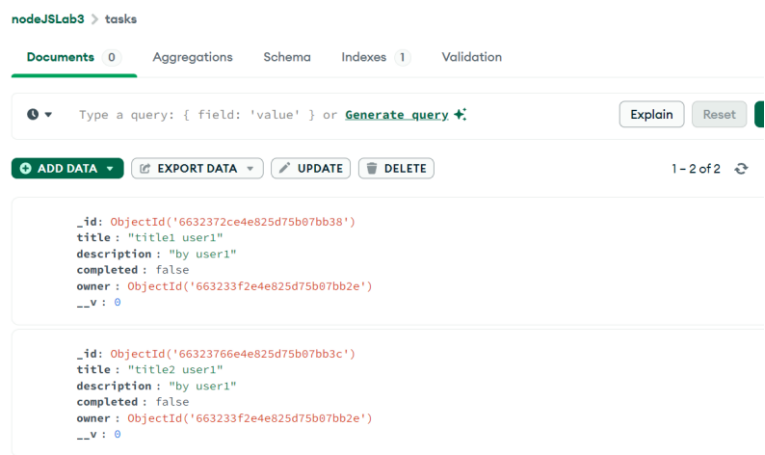 nodeJSLab3 > tasks
Documents 0 Aggregations Schema Indexes 1 Validation
Type a query: { field: 'value' } or Generate query
Explain Reset
ADD DATA EXPORT DATA UPDATE DELETE 1 – 2 of 2
_id: ObjectId('6632372ce4e825d75b07bb38')
title : "title1 user1"
description : "by user1"
completed : false
owner : ObjectId('663233f2e4e825d75b07bb2e')
__v : 0
_id: ObjectId('66323766e4e825d75b07bb3c')
title : "title2 user1"
description : "by user1"
completed : false
owner : ObjectId('663233f2e4e825d75b07bb2e')
__v : 0